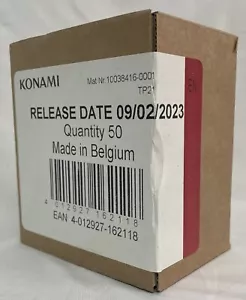 KONAMI
Mat Nr 10038416-0001
TP21
RELEASE DATE 09/02/2023
Quantity 50
Made in Belgium
4 012927 162118
EAN 4-012927-162118